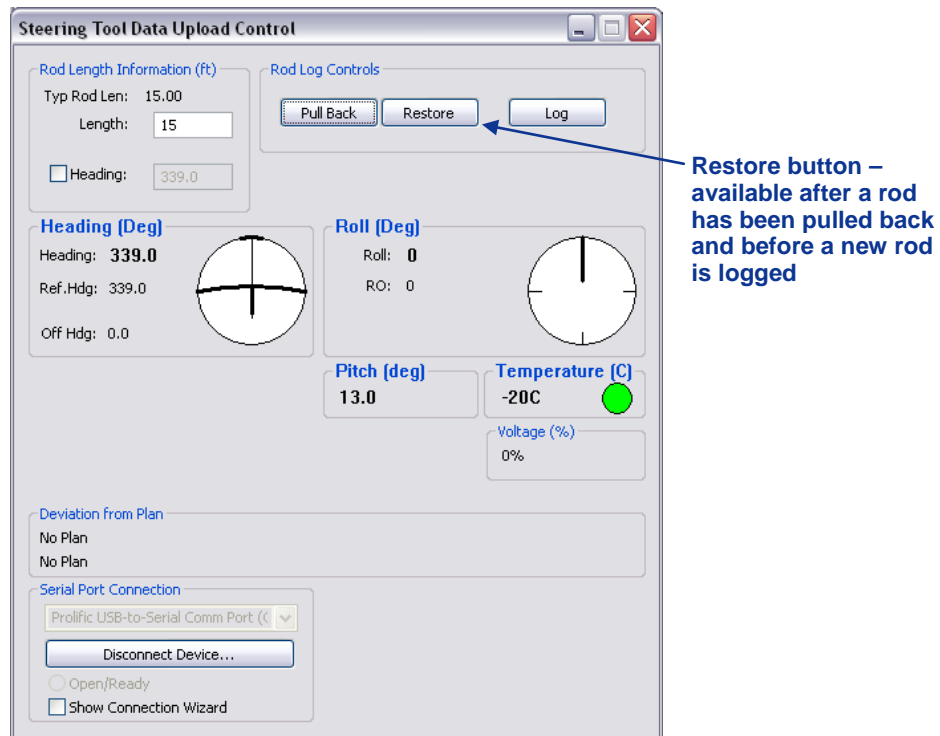 Steering Tool Data Upload Control
Rod Length Information (ft)
Typ Rod Len: 15.00
Length: 15
Heading: 339.0
Rod Log Controls
Pull Back Restore Log
Restore button –
available after a rod
has been pulled back
and before a new rod
is logged
Heading (Deg)
Heading: 339.0
Ref.Hdg: 339.0
Off Hdg: 0.0
Roll (Deg)
Roll: 0
RO: 0
Pitch (deg)
13.0
Temperature (C)
-20C
Voltage (%)
0%
Deviation from Plan
No Plan
No Plan
Serial Port Connection
Prolific USB-to-Serial Comm Port ((
Disconnect Device...
Open/Ready
Show Connection Wizard